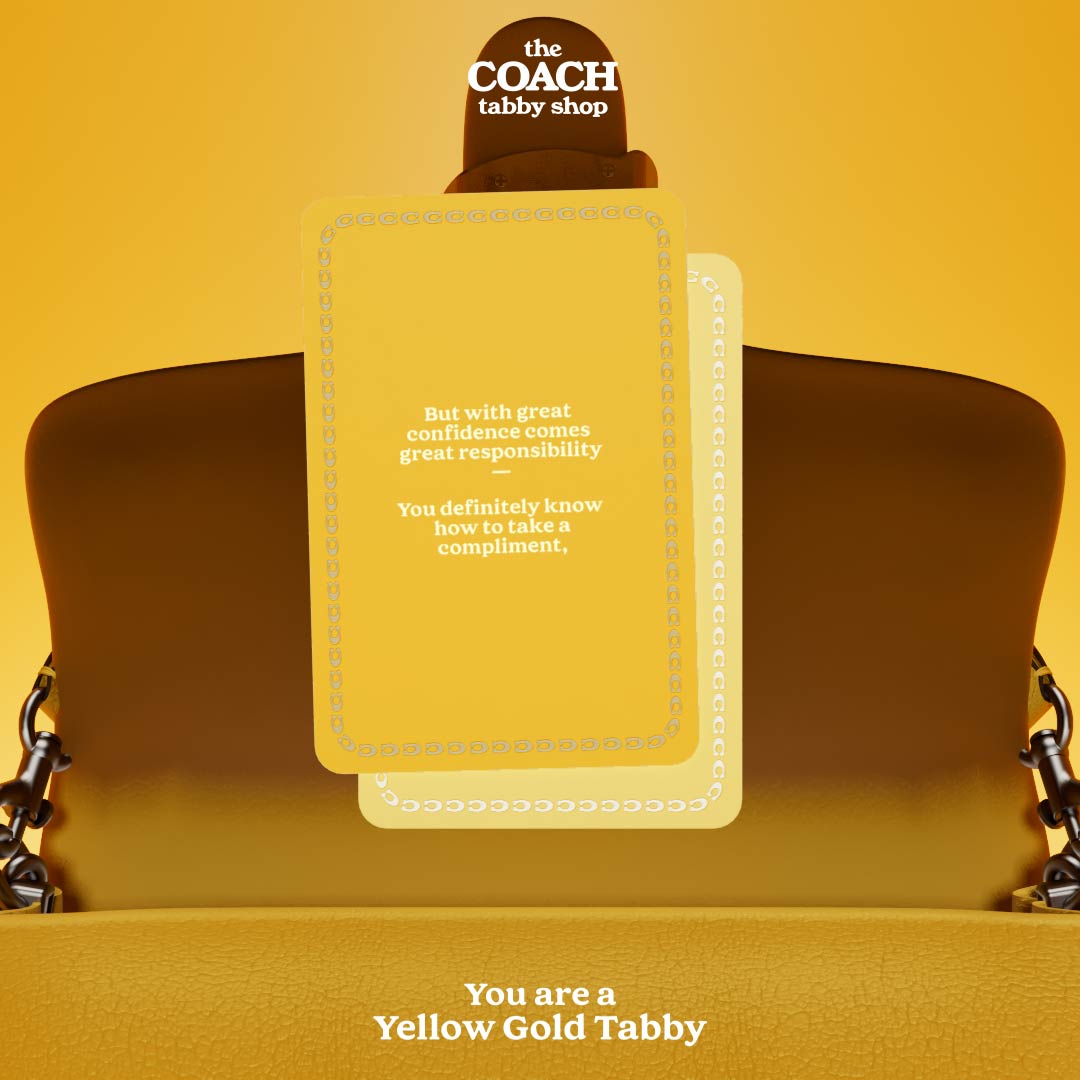 the
COACH
tabby shop
But with great
confidence comes
great responsibility
—
You definitely know
how to take a
compliment,
You are a
Yellow Gold Tabby